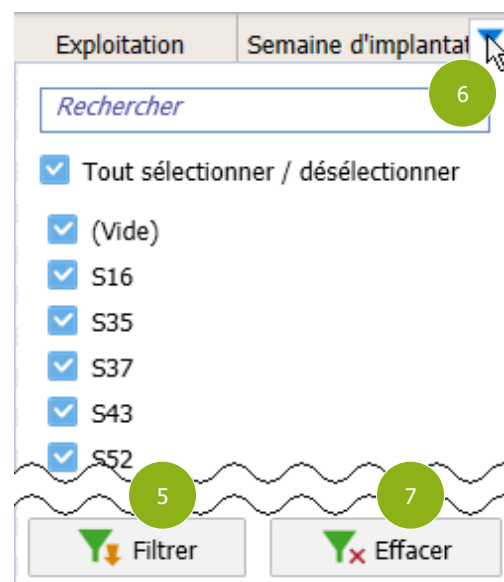 Exploitation Semaine d'implantat
6
Rechercher
Tout sélectionner / désélectionner
(Vide)
S16
S35
S37
S43
S52
5 7
Filtrer Effacer